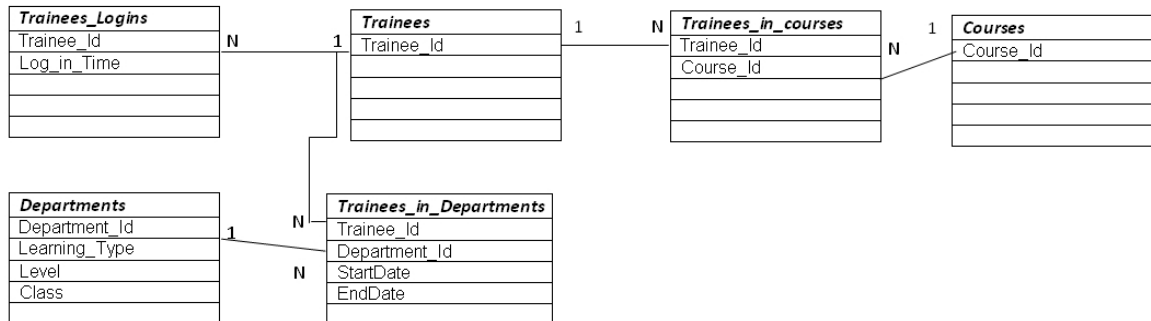 Trainees_Logins
Trainee_Id
Log_in_Time
N
1
Trainees
Trainee_Id
1
N
Trainees_in_courses
Trainee_Id
Course_Id
N
1
Courses
Course_Id
Departments
Department_Id
Learning_Type
Level
Class
1
N
N
Trainees_in_Departments
Trainee_Id
Department_Id
StartDate
EndDate